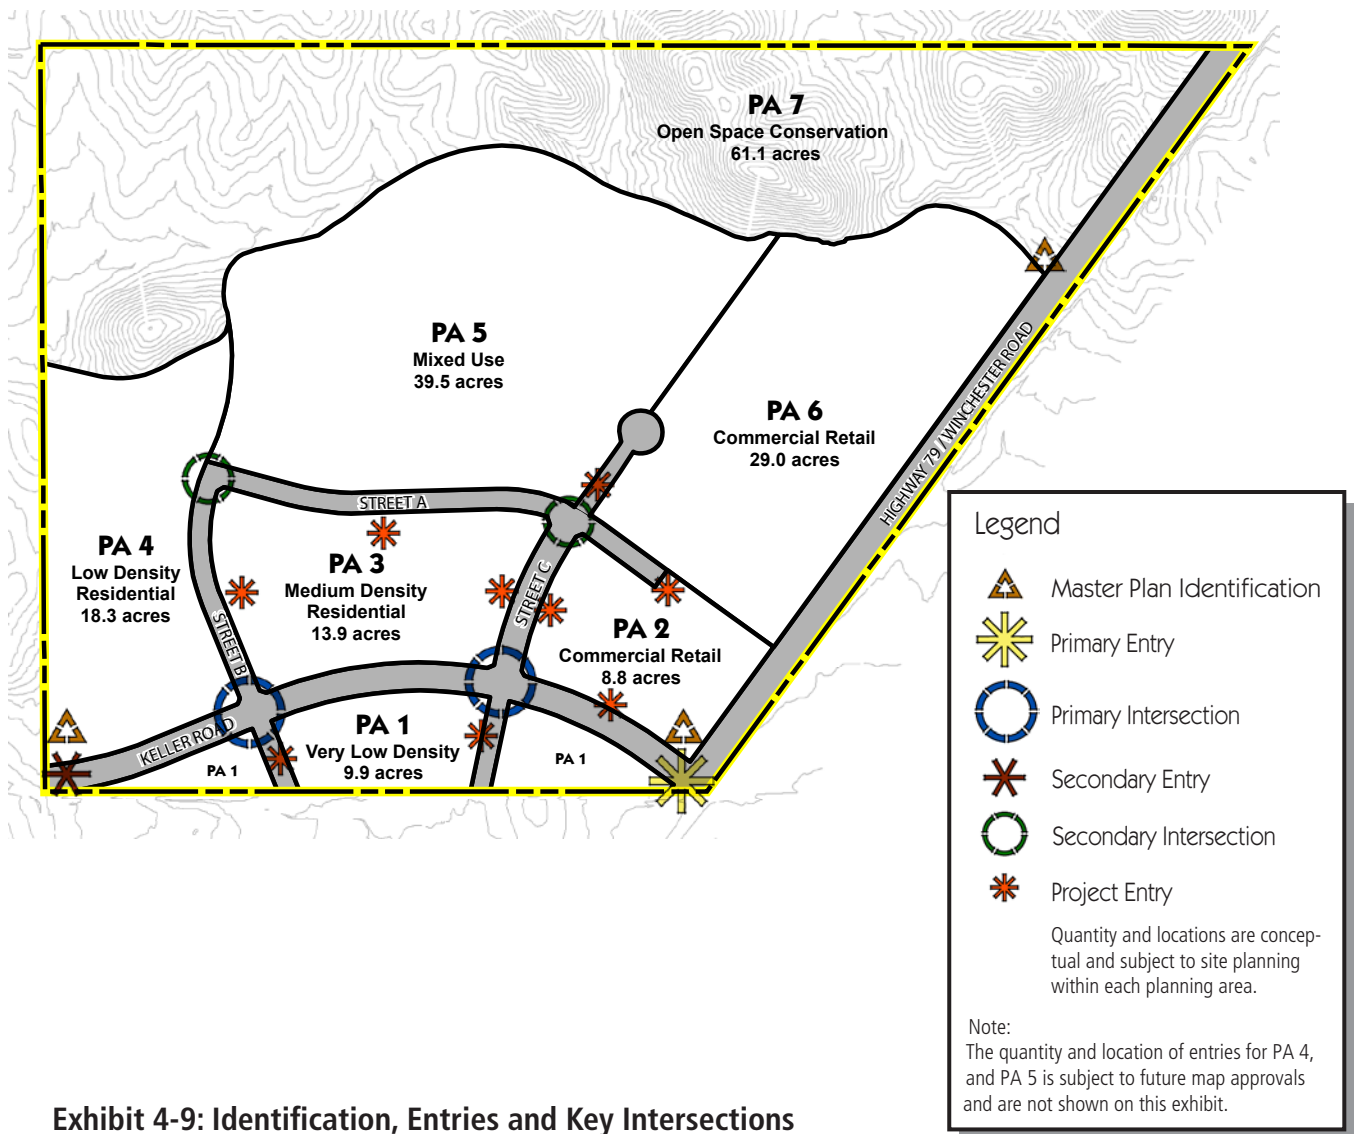 PA 7
Open Space Conservation
61.1 acres
PA 5
Mixed Use
39.5 acres
PA 6
Commercial Retail
29.0 acres
HIGHWAY 79 / WINCHESTER ROAD
STREET A
PA 4
Low Density
Residential
18.3 acres
PA 3
Medium Density
Residential
13.9 acres
STREET C
STREET B
PA 2
Commercial Retail
8.8 acres
KELLER ROAD
PA 1
Very Low Density
9.9 acres
PA 1
PA 1
Legend
Master Plan Identification
Primary Entry
Primary Intersection
Secondary Entry
Secondary Intersection
Project Entry
Quantity and locations are concep-
tual and subject to site planning
within each planning area.
Note:
The quantity and location of entries for PA 4,
and PA 5 is subject to future map approvals
and are not shown on this exhibit.
Exhibit 4-9: Identification, Entries and Key Intersections